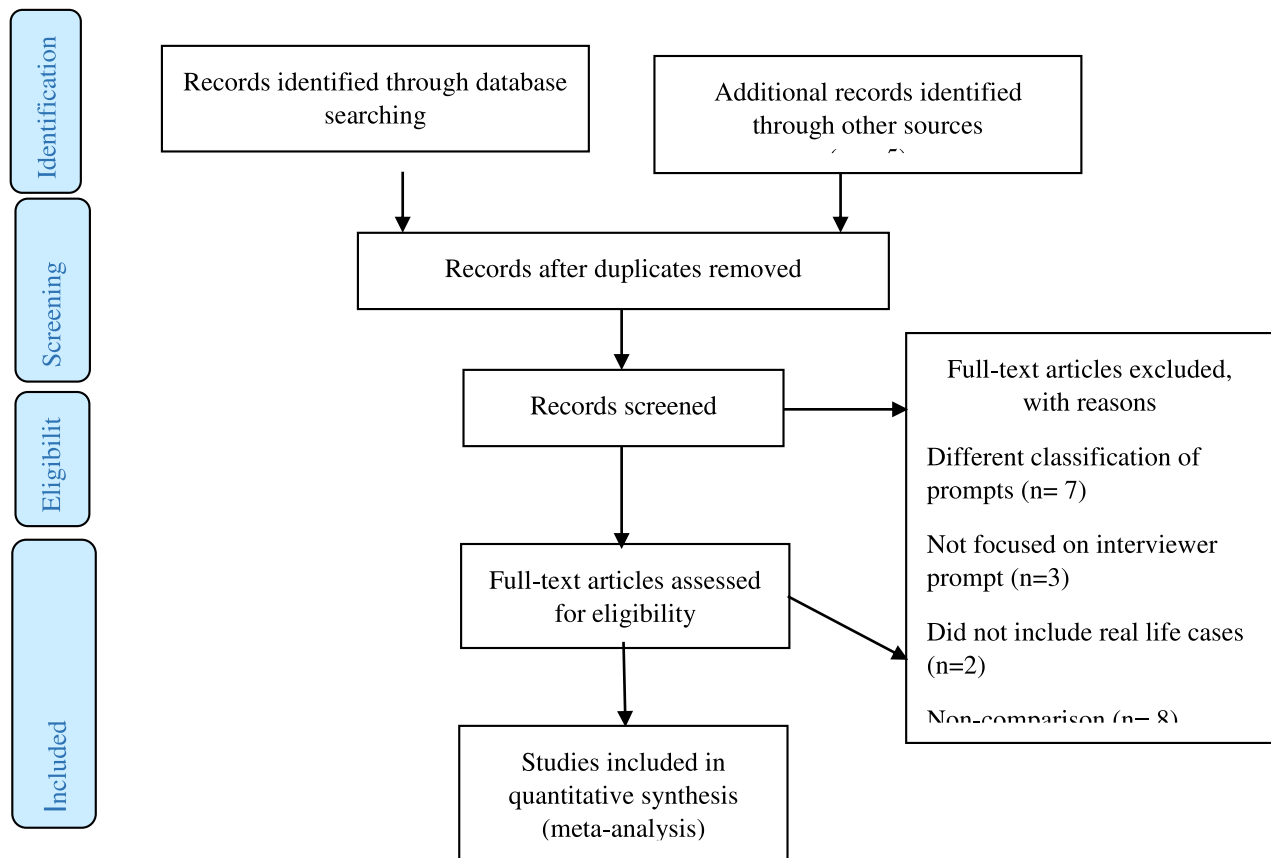 Identification
Records identified through database
searching
Additional records identified
through other sources
Screening
Records after duplicates removed
Records screened
Full-text articles excluded,
with reasons
Different classification of
prompts (n= 7)
Not focused on interviewer
prompt (n=3)
Did not include real life cases
(n=2)
Non-comparison (n= 8)
Eligibilit
Full-text articles assessed
for eligibility
Included
Studies included in
quantitative synthesis
(meta-analysis)